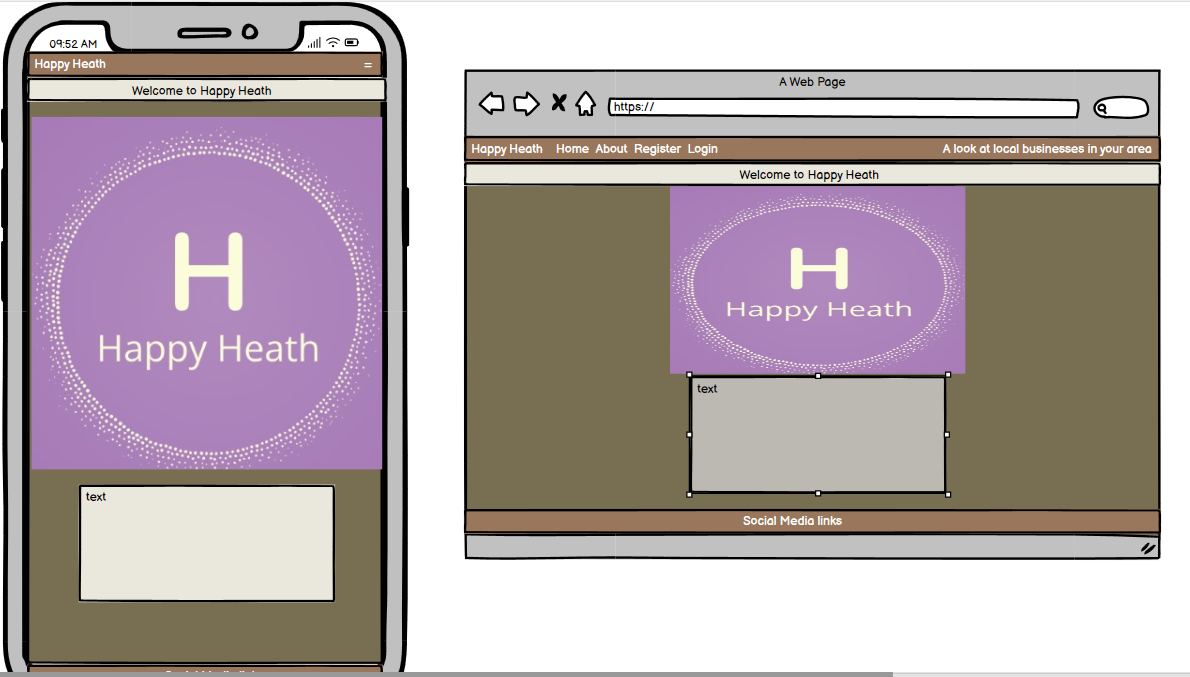 09:52 AM
Happy Heath
Welcome to Happy Heath
H
Happy Heath
text
A Web Page
https://
Happy Heath Home About Register Login A look at local businesses in your area
Welcome to Happy Heath
H
Happy Heath
text
Social Media links